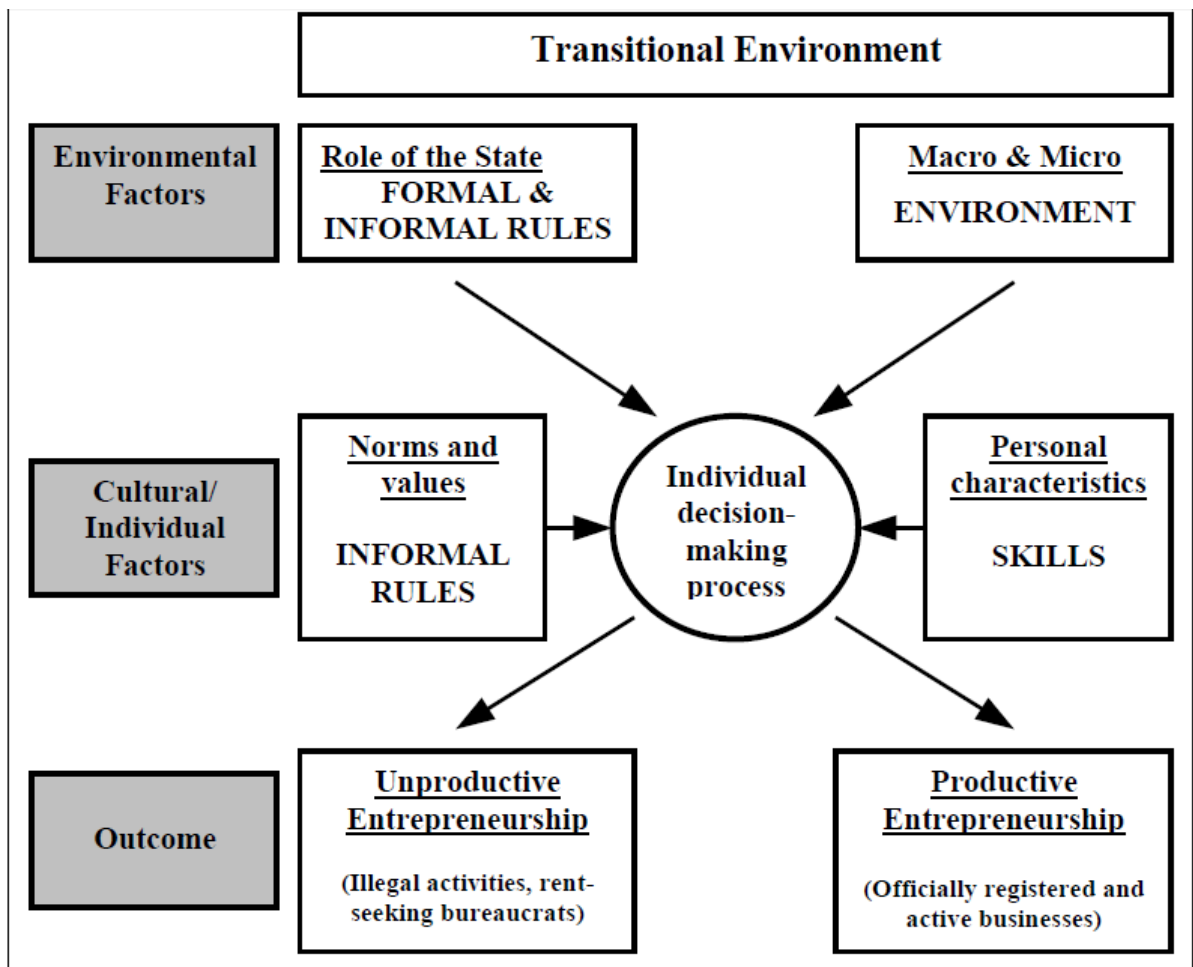 Transitional Environment
Environmental
Factors
Role of the State
FORMAL &
INFORMAL RULES
Macro & Micro
ENVIRONMENT
Cultural/
Individual
Factors
Norms and
values
INFORMAL
RULES
Individual
decision-
making
process
Personal
characteristics
SKILLS
Outcome
Unproductive
Entrepreneurship
(Illegal activities, rent-
seeking bureaucrats)
Productive
Entrepreneurship
(Officially registered and
active businesses)